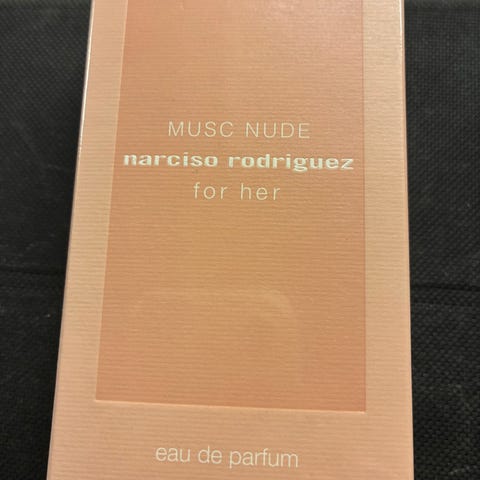 MUSC NUDE
narciso rodriguez
for her
eau de parfum